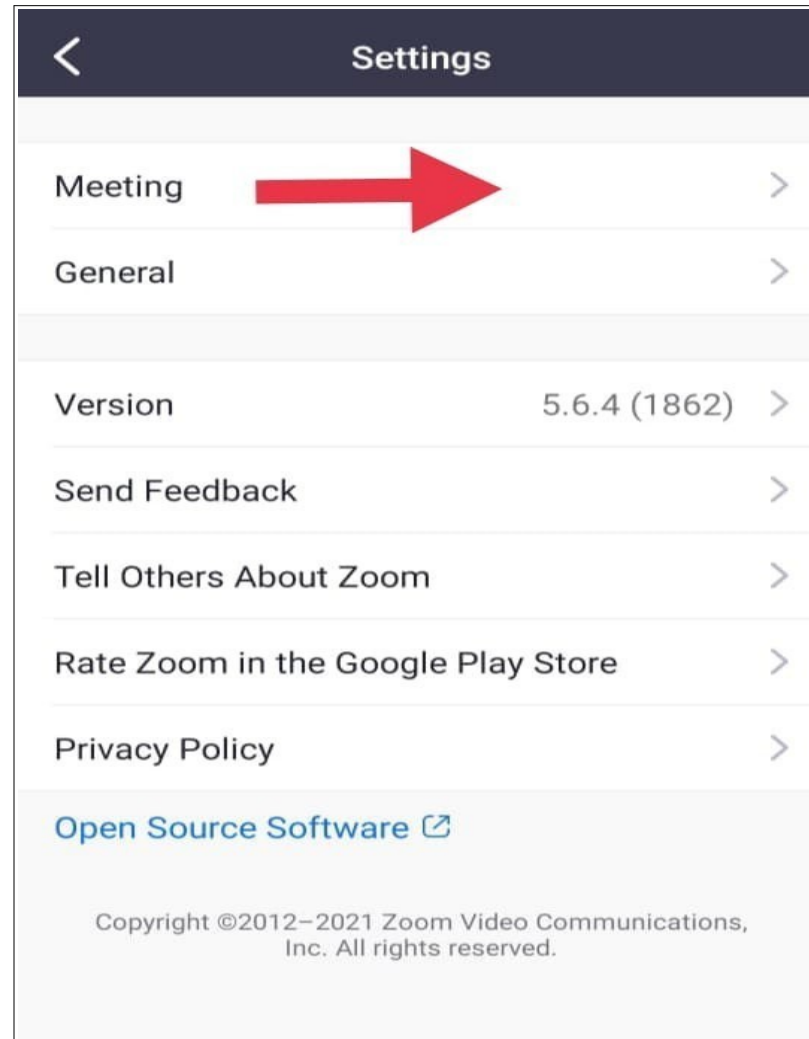 Settings
Meeting
General
Version 5.6.4 (1862)
Send Feedback
Tell Others About Zoom
Rate Zoom in the Google Play Store
Privacy Policy
Open Source Software
Copyright ©2012–2021 Zoom Video Communications,
Inc. All rights reserved.